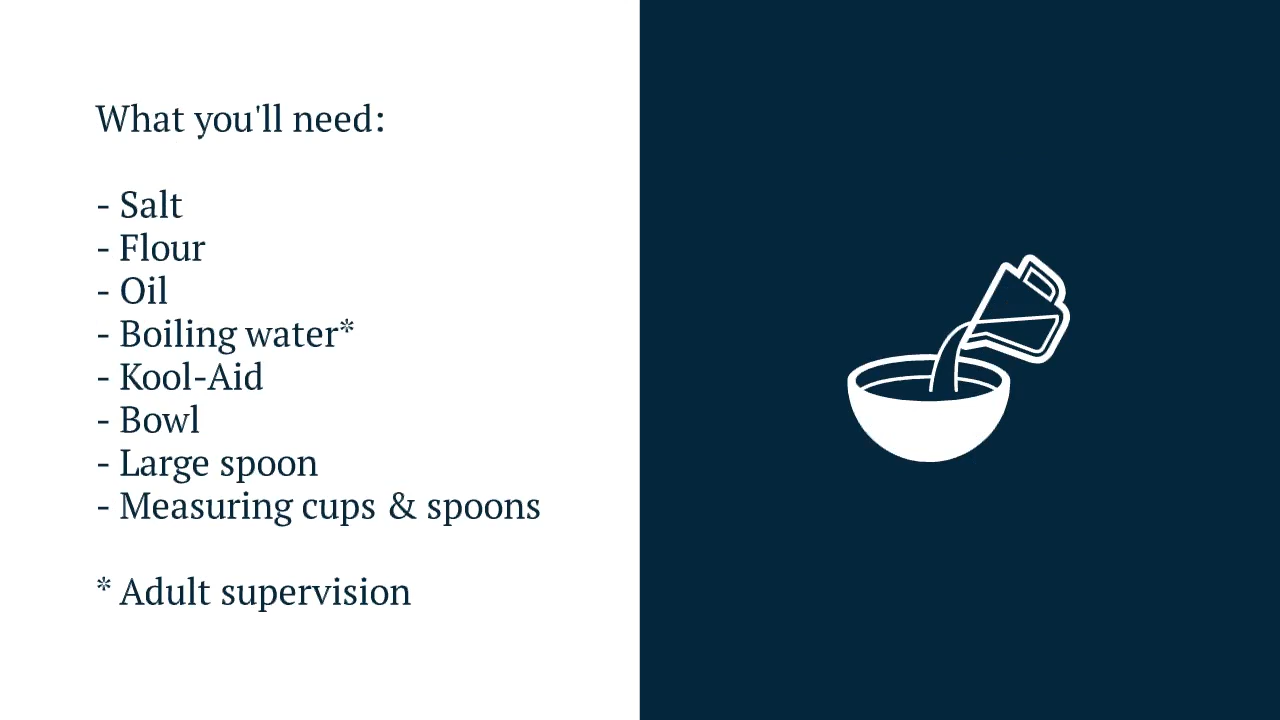 What you'll need:
- Salt
- Flour
- Oil
- Boiling water*
- Kool-Aid
- Bowl
- Large spoon
- Measuring cups & spoons
* Adult supervision